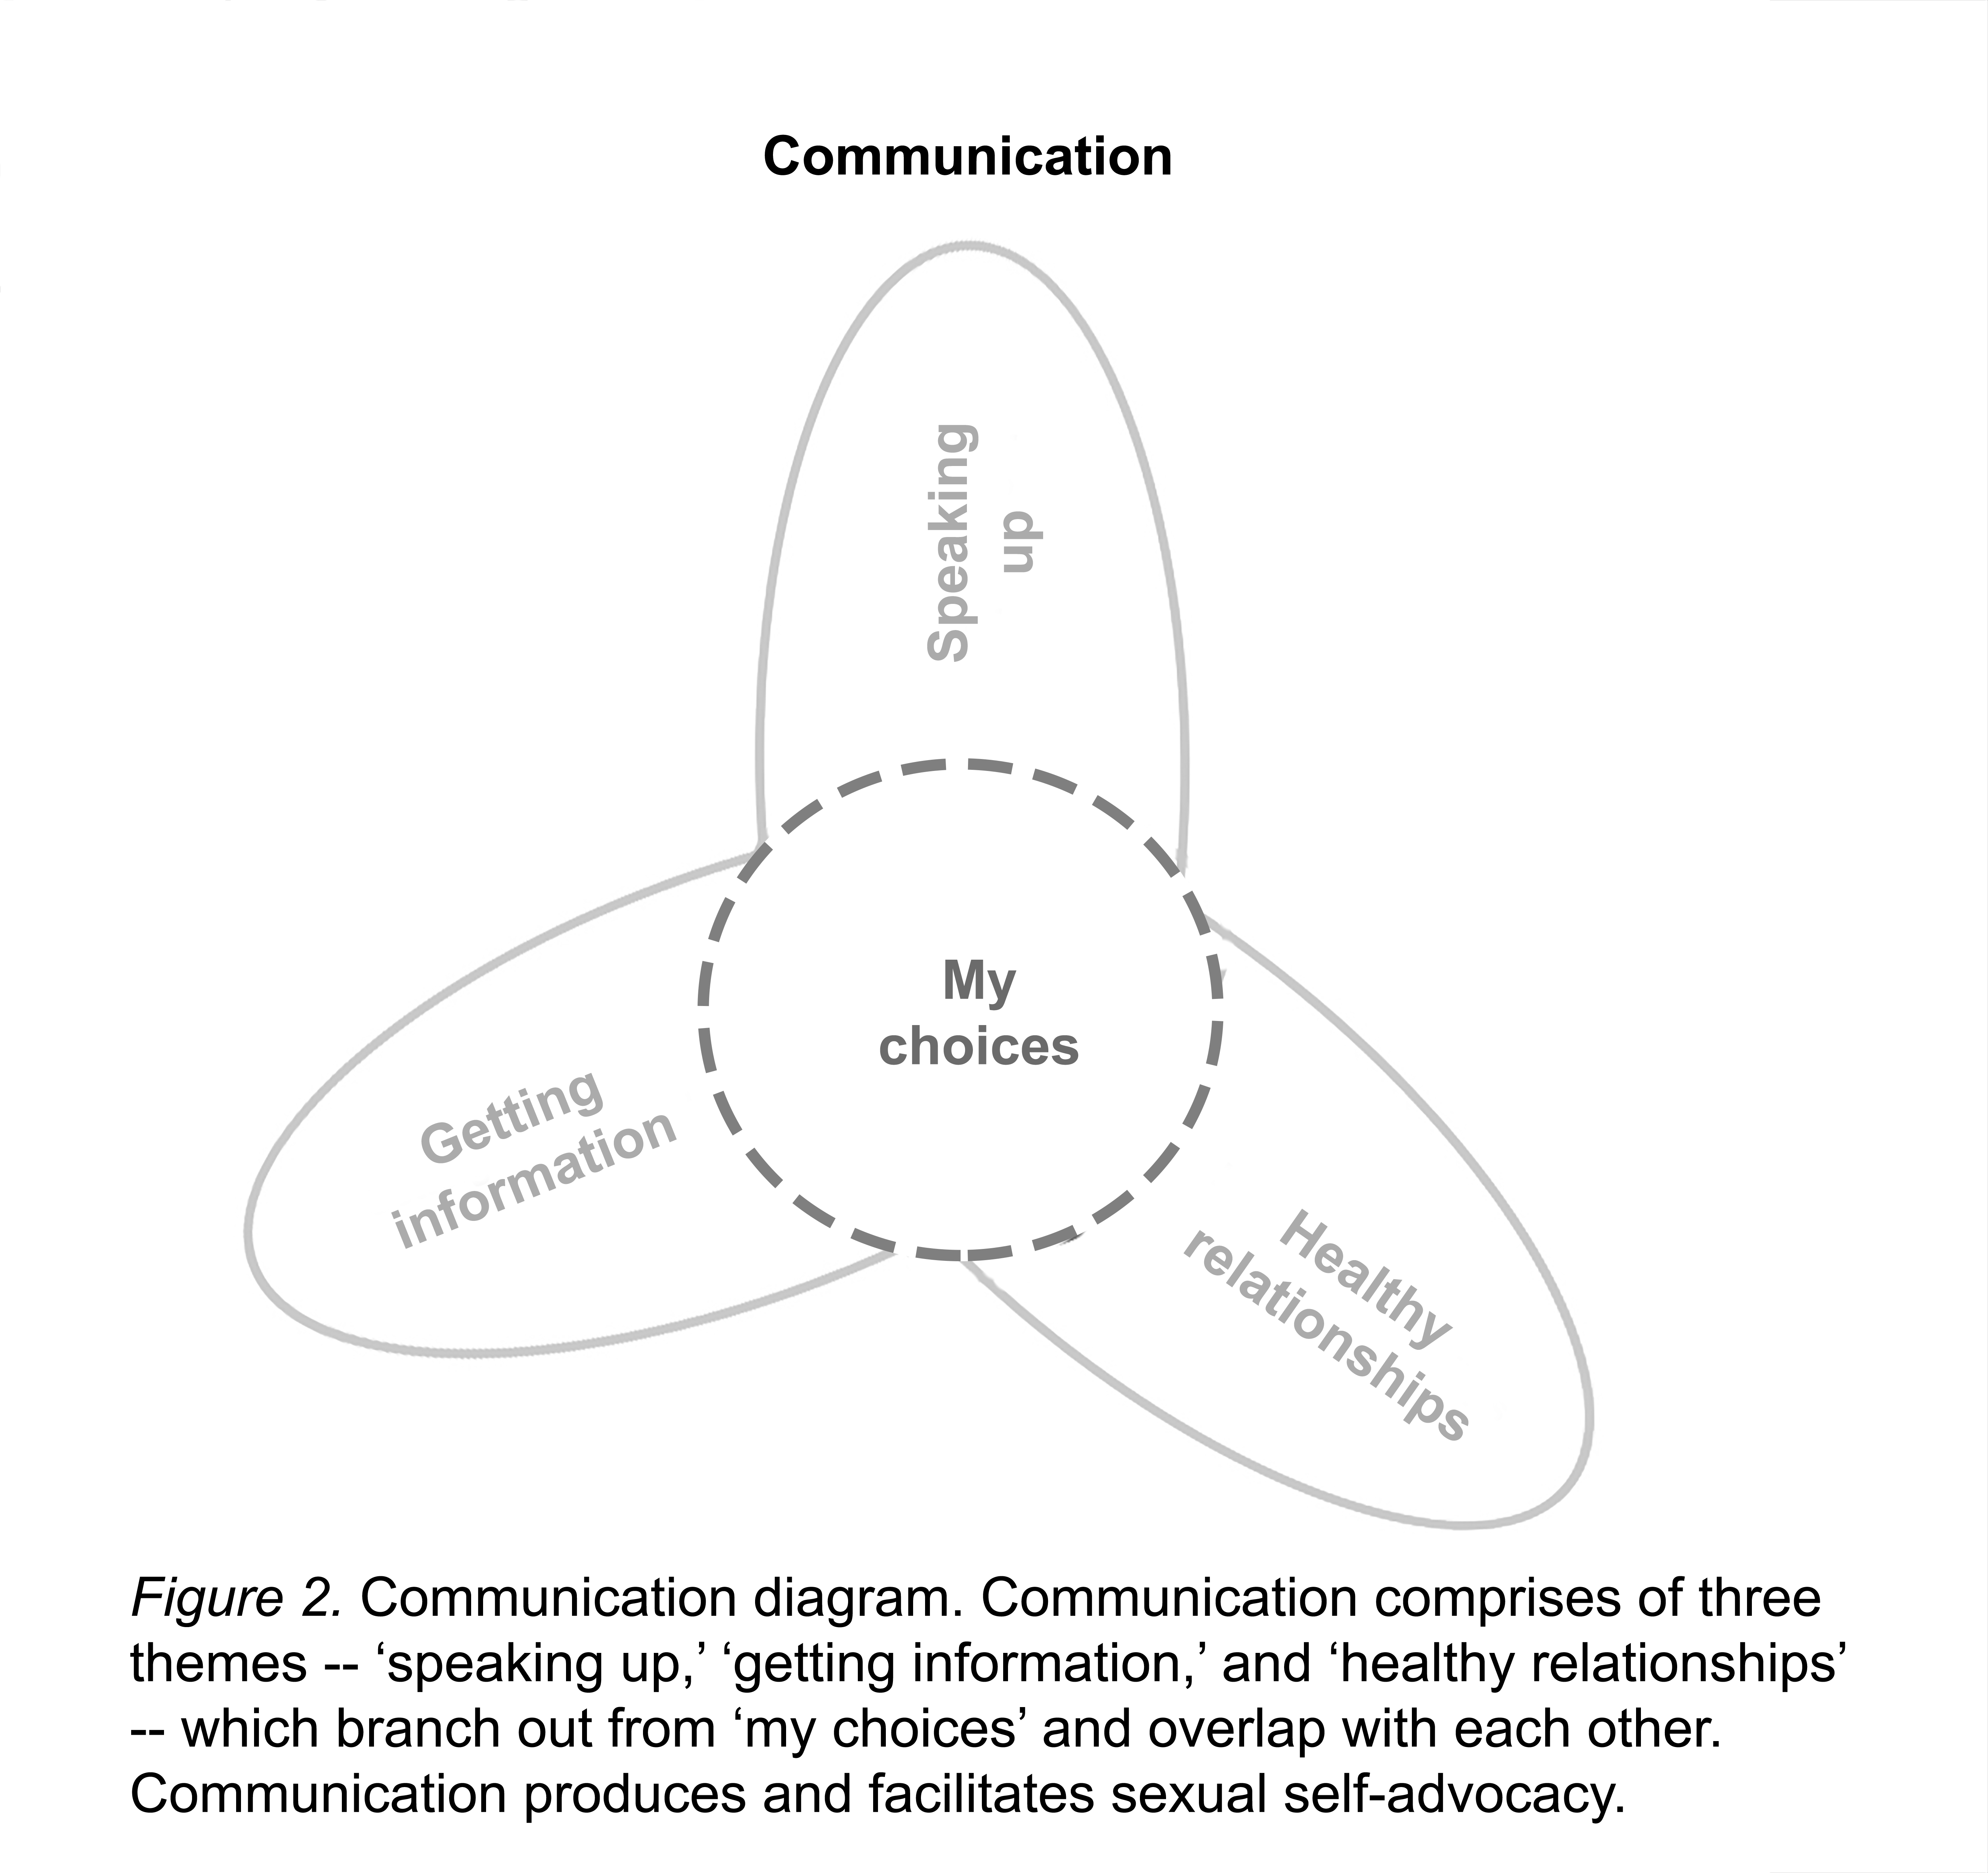 Communication
Speaking
up
My
choices
Getting
information
Healthy
relationships
Figure 2. Communication diagram. Communication comprises of three
themes -- ‘speaking up,’ ‘getting information,’ and ‘healthy relationships’
-- which branch out from ‘my choices’ and overlap with each other.
Communication produces and facilitates sexual self-advocacy.